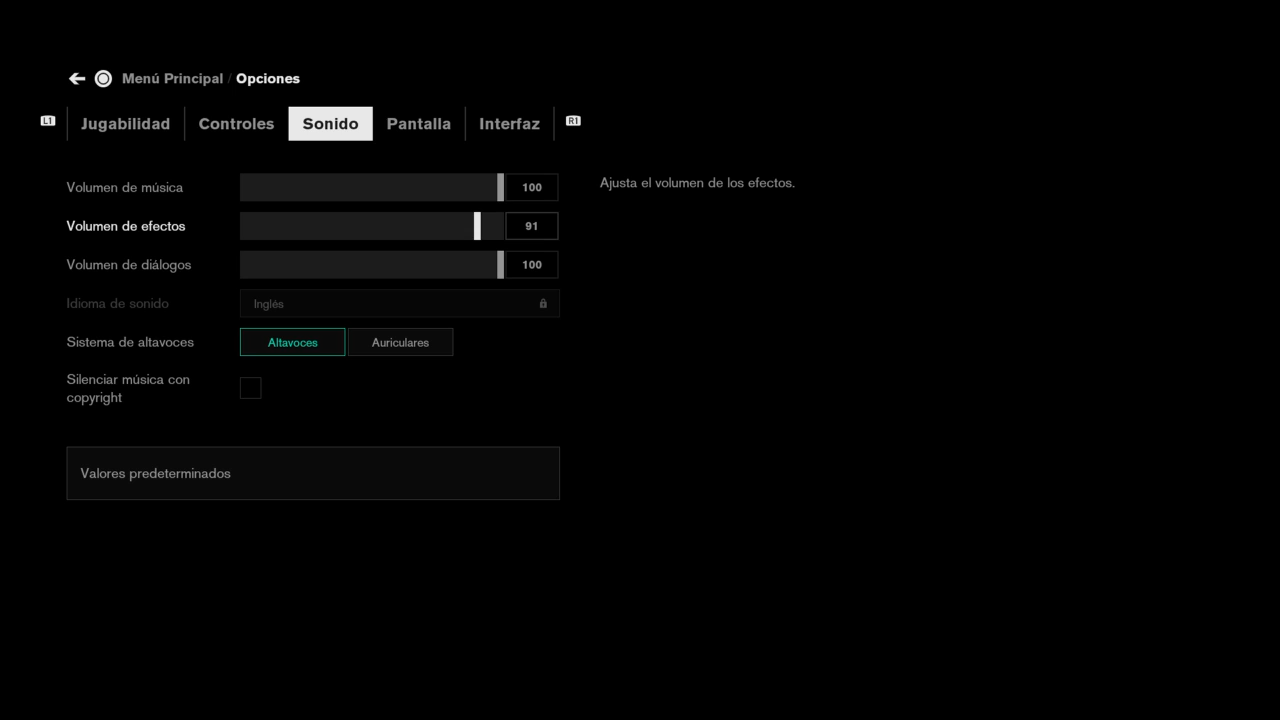 Menú Principal / Opciones
L1 Jugabilidad Controles Sonido Pantalla Interfaz R1
Volumen de música 100
Ajusta el volumen de los efectos.
Volumen de efectos 91
Volumen de diálogos 100
Idioma de sonido Inglés
Sistema de altavoces Altavoces Auriculares
Silenciar música con
copyright
Valores predeterminados